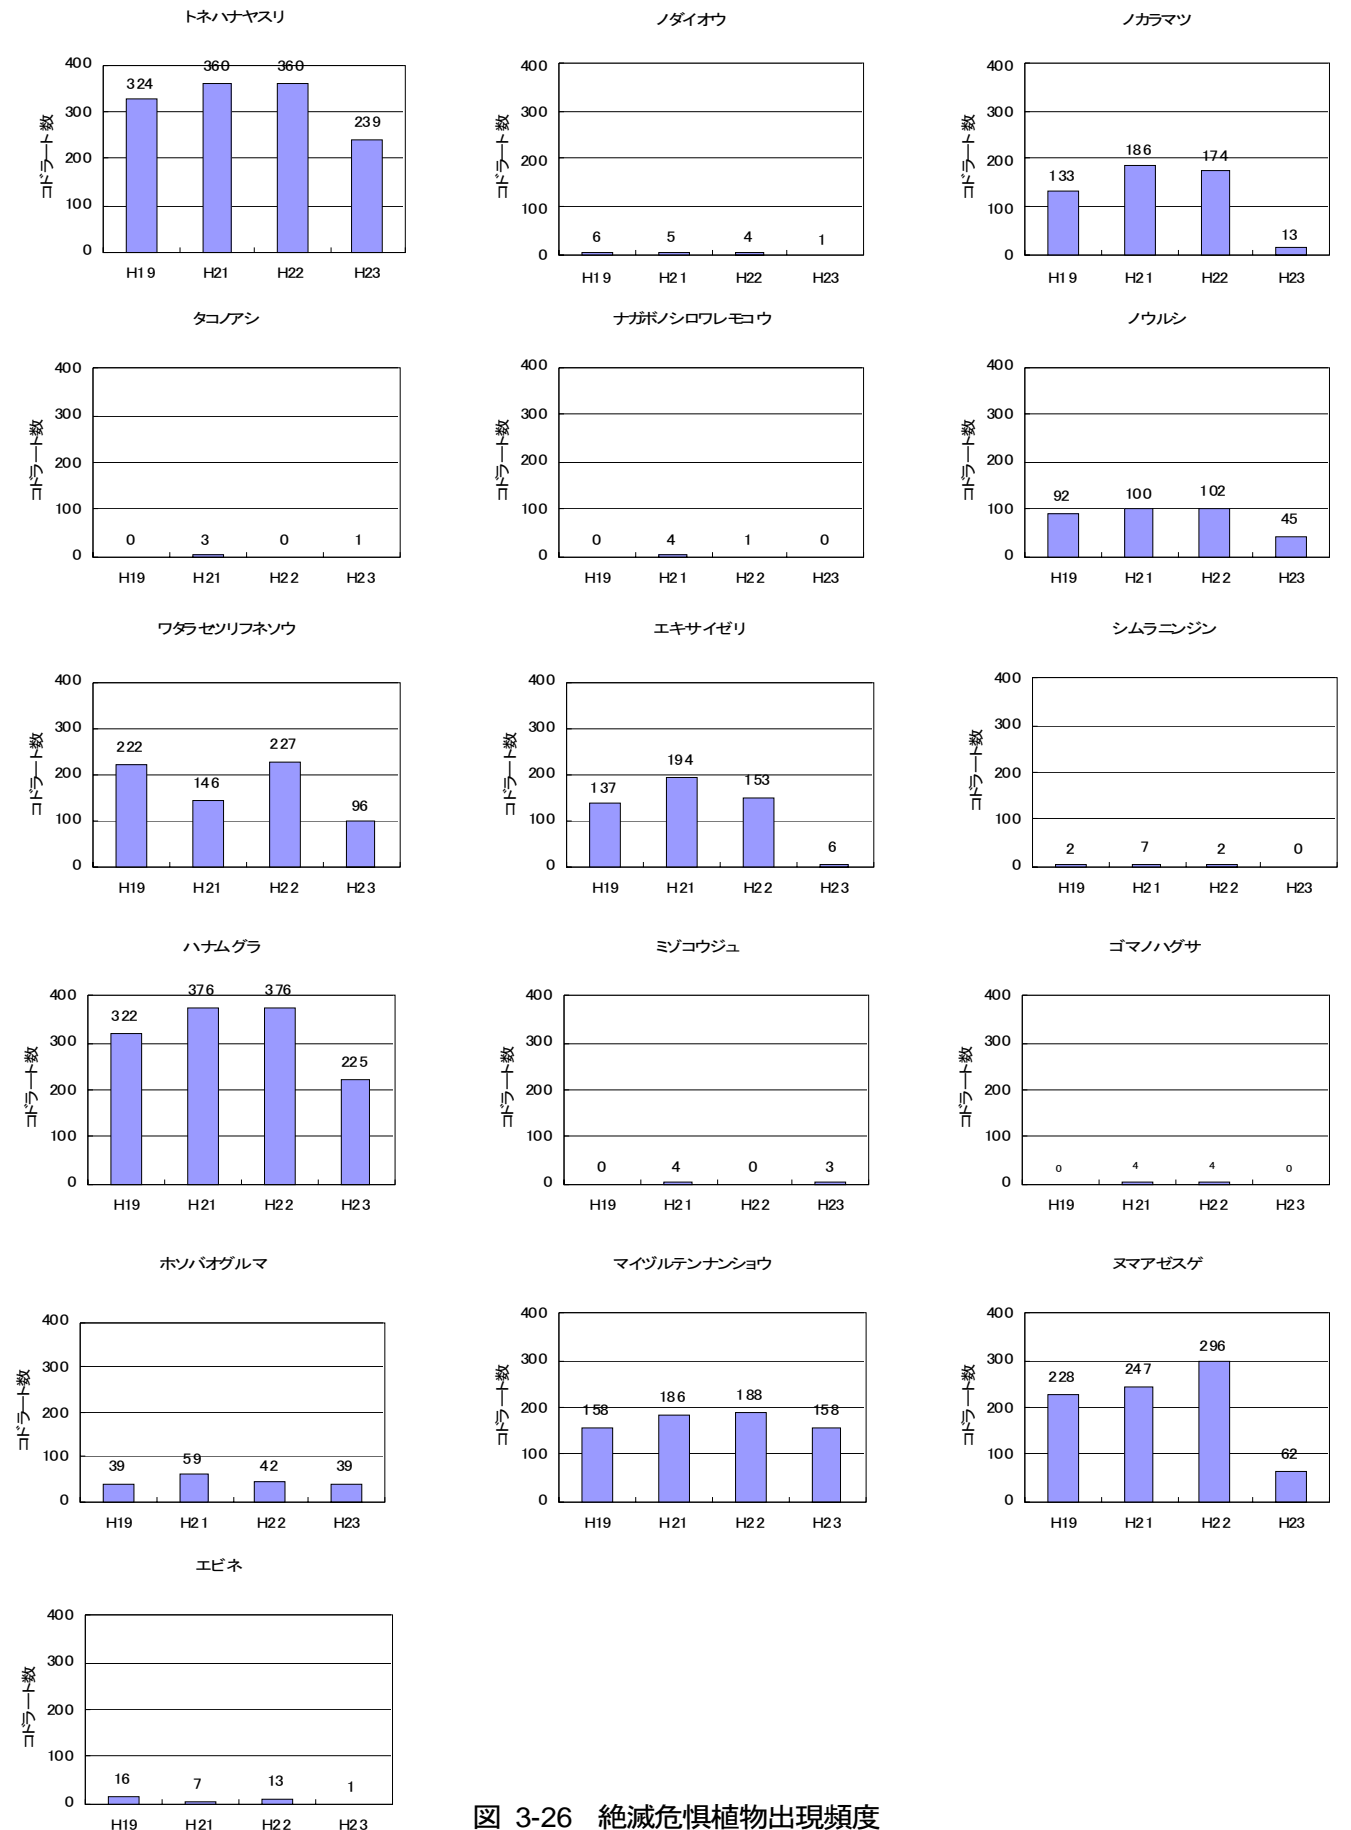 トネハナヤスリ
コドラート数
400
300
200
100
0
324
360
360
239
H19 H21 H22 H23
ノダイオウ
コドラート数
400
300
200
100
0
6
5
4
1
H19 H21 H22 H23
ノカラマツ
コドラート数
400
300
200
100
0
133
186
174
13
H19 H21 H22 H23
タコノアシ
コドラート数
400
300
200
100
0
0
3
0
1
H19 H21 H22 H23
ナガボノシロワレモコウ
コドラート数
400
300
200
100
0
0
4
1
0
H19 H21 H22 H23
ノウルシ
コドラート数
400
300
200
100
0
92
100
102
45
H19 H21 H22 H23
ワタラセツリフネソウ
コドラート数
400
300
200
100
0
222
146
227
96
H19 H21 H22 H23
エキサイゼリ
コドラート数
400
300
200
100
0
137
194
153
6
H19 H21 H22 H23
シムラニンジン
コドラート数
400
300
200
100
0
2
7
2
0
H19 H21 H22 H23
ハナムグラ
コドラート数
400
300
200
100
0
322
376
376
225
H19 H21 H22 H23
ミゾコウジュ
コドラート数
400
300
200
100
0
0
4
0
3
H19 H21 H22 H23
ゴマノハグサ
コドラート数
400
300
200
100
0
0
4
4
0
H19 H21 H22 H23
ホソバオグルマ
コドラート数
400
300
200
100
0
39
59
42
39
H19 H21 H22 H23
マイヅルテンナンショウ
コドラート数
400
300
200
100
0
158
186
188
158
H19 H21 H22 H23
ヌマアゼスゲ
コドラート数
400
300
200
100
0
228
247
296
62
H19 H21 H22 H23
エビネ
コドラート数
400
300
200
100
0
16
7
13
1
H19 H21 H22 H23
図 3-26 絶滅危惧植物出現頻度